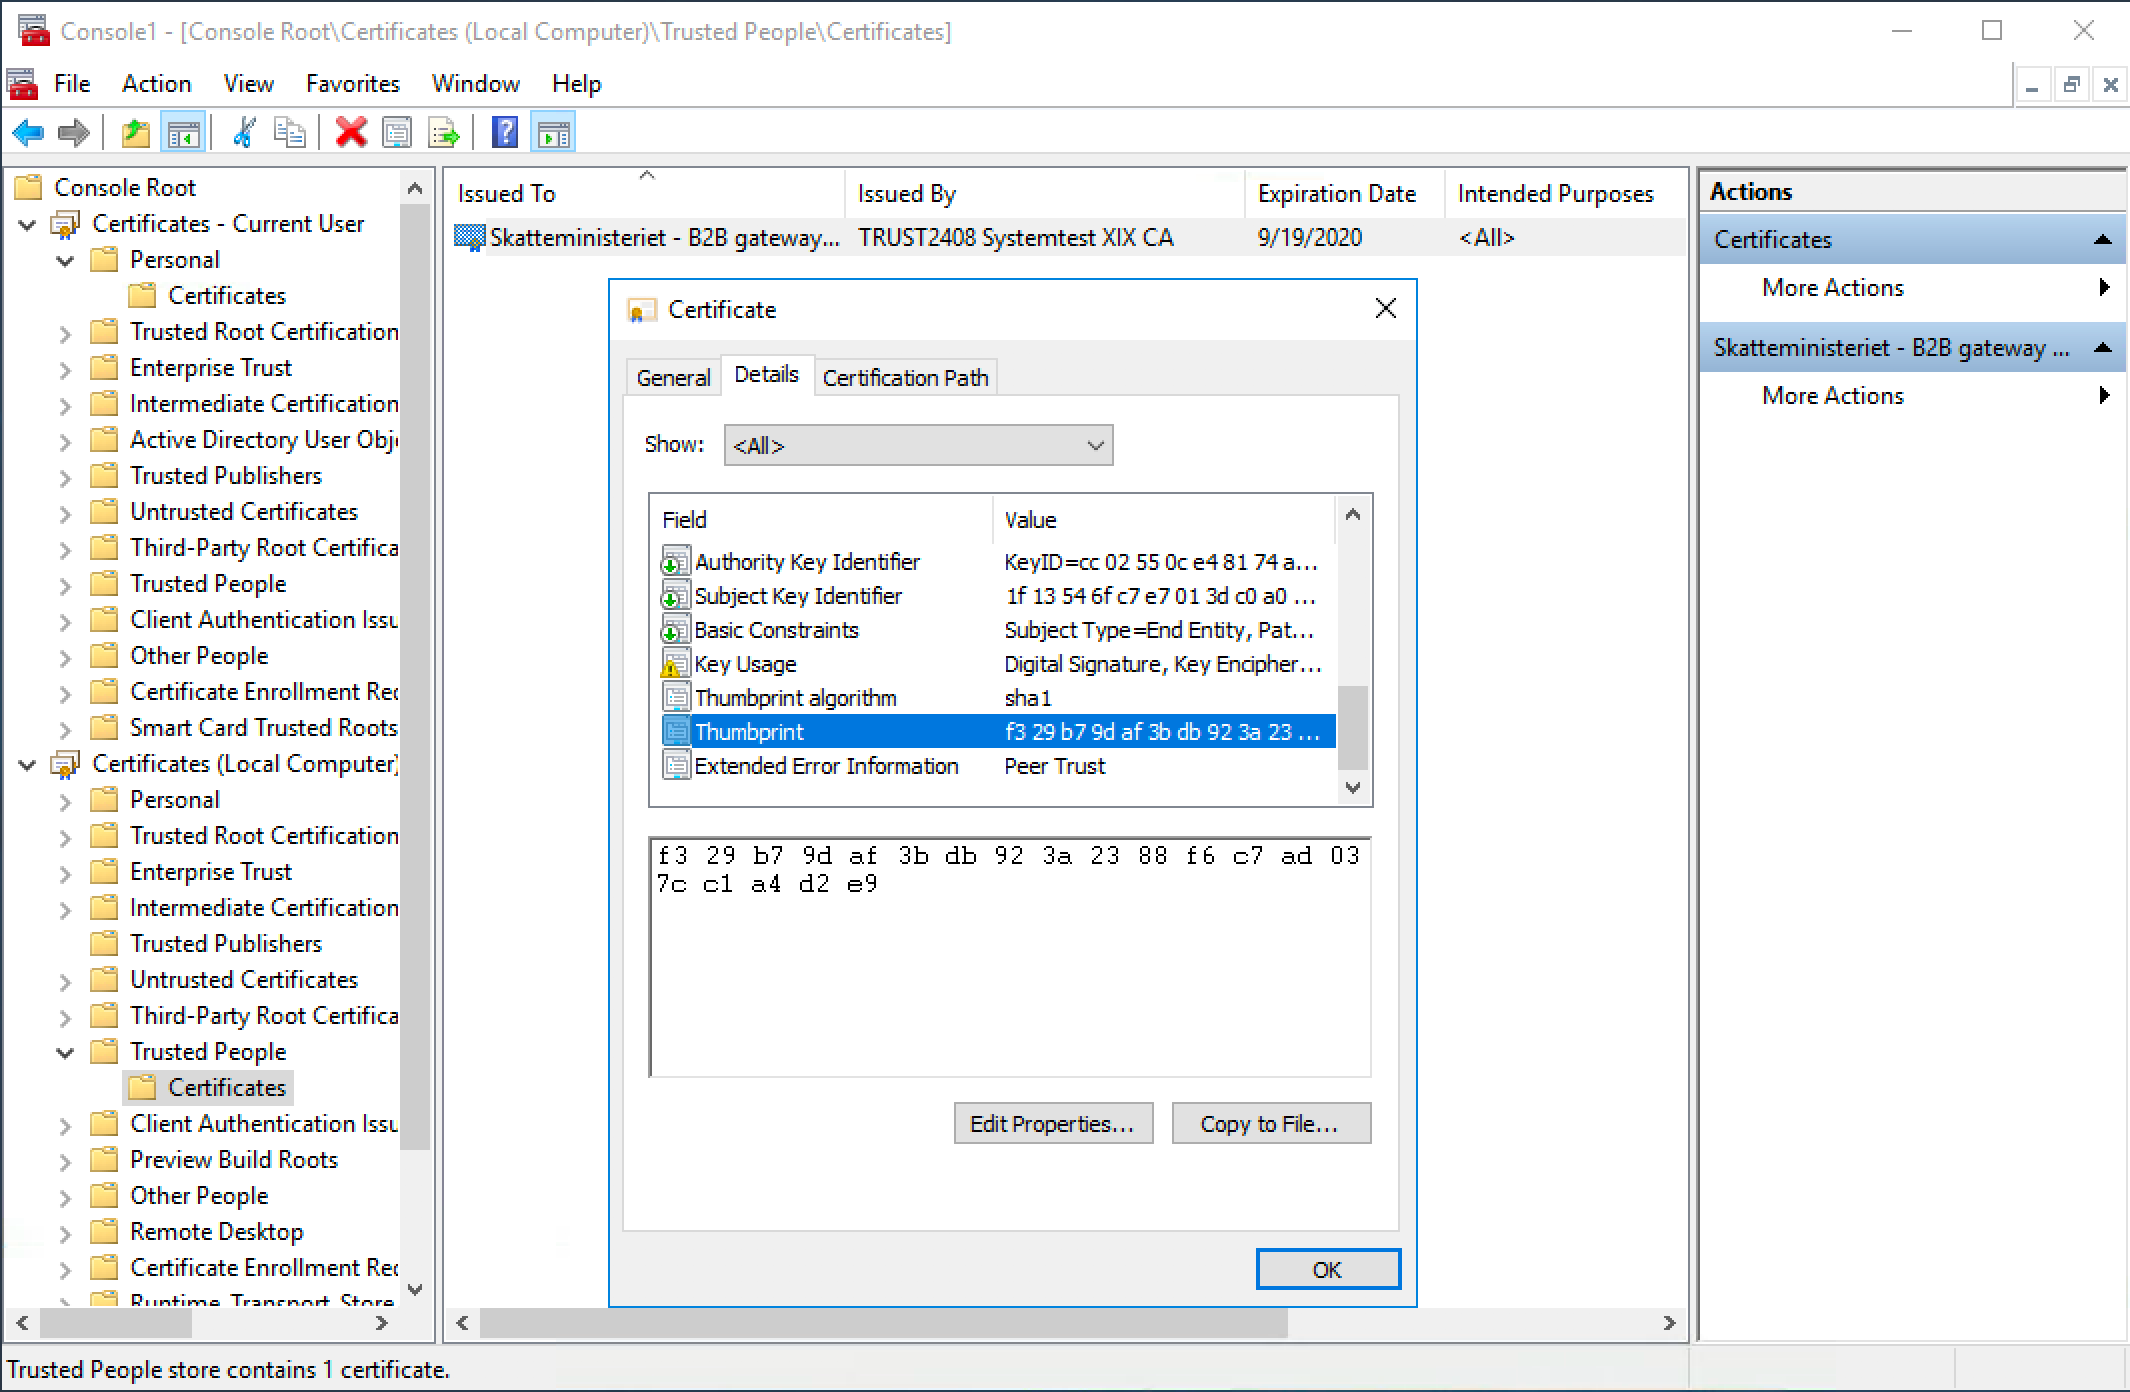 Console1 - [Console Root\Certificates (Local Computer)\Trusted People\Certificates]
File Action View Favorites Window Help
Console Root
Certificates - Current User
Personal
Certificates
Trusted Root Certification
Enterprise Trust
Intermediate Certification
Active Directory User Obj
Trusted Publishers
Untrusted Certificates
Third-Party Root Certifica
Trusted People
Client Authentication Issu
Other People
Certificate Enrollment Rec
Smart Card Trusted Roots
Certificates (Local Computer)
Personal
Trusted Root Certification
Enterprise Trust
Intermediate Certification
Trusted Publishers
Untrusted Certificates
Third-Party Root Certifica
Trusted People
Certificates
Client Authentication Issu
Preview Build Roots
Other People
Remote Desktop
Certificate Enrollment Rec
Runtime_Transport_Store
Issued To Issued By Expiration Date Intended Purposes
Skatteministeriet - B2B gateway... TRUST2408 Systemtest XIX CA 9/19/2020 <All>
Certificate
General Details Certification Path
Show: <All>
Field Value
Authority Key Identifier KeyID=cc 02 55 0c e4 81 74 a...
Subject Key Identifier 1f 13 54 6f c7 e7 01 3d c0 a0 ...
Basic Constraints Subject Type=End Entity, Pat...
Key Usage Digital Signature, Key Encipher...
Thumbprint algorithm sha1
Thumbprint f3 29 b7 9d af 3b db 92 3a 23 ...
Extended Error Information Peer Trust
f3 29 b7 9d af 3b db 92 3a 23 88 f6 c7 ad 03
7c c1 a4 d2 e9
Edit Properties... Copy to File...
OK
Actions
Certificates
More Actions
Skatteministeriet - B2B gateway ...
More Actions
Trusted People store contains 1 certificate.